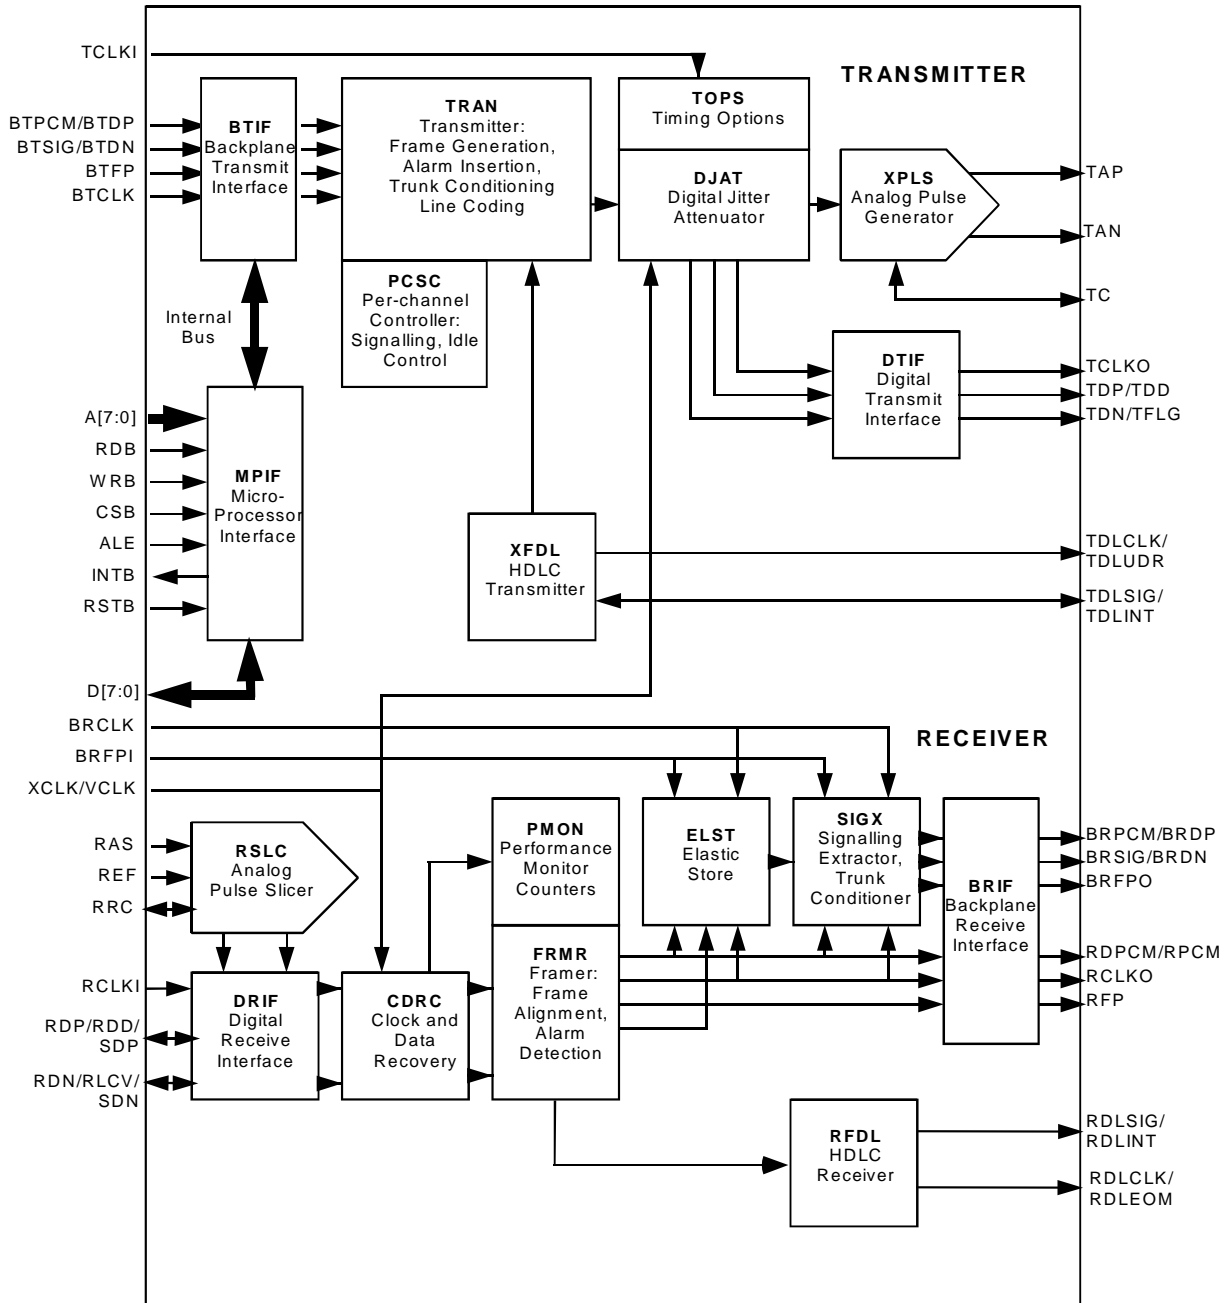 TCLKI
TRANSMITTER
BTPCM/BTDP
BTSIG/BTDN
BTFP
BTCLK
BTIF
Backplane
Transmit
Interface
TRAN
Transmitter:
Frame Generation,
Alarm Insertion,
Trunk Conditioning
Line Coding
TOPS
Timing Options
DJAT
Digital Jitter
Attenuator
XPLS
Analog Pulse
Generator
TAP
TAN
TC
PCSC
Per-channel
Controller:
Signalling, Idle
Control
Internal
Bus
DTIF
Digital
Transmit
Interface
TCLKO
TDP/TDD
TDN/TFLG
A[7:0]
RDB
WRB
CSB
ALE
INTB
RSTB
MPIF
Micro-
Processor
Interface
XFDL
HDLC
Transmitter
TDLCLK/
TDLUDR
TDLSIG/
TDLINT
D[7:0]
BRCLK
BRFPI
XCLK/VCLK
RECEIVER
RAS
REF
RRC
RSLC
Analog
Pulse Slicer
PMON
Performance
Monitor
Counters
ELST
Elastic
Store
SIGX
Signalling
Extractor,
Trunk
Conditioner
BRIF
Backplane
Receive
Interface
BRPCM/BRDP
BRSIG/BRDN
BRFPO
RDPCM/RPCM
RCLKO
RFP
RCLKI
RDP/RDD/
SDP
RDN/RLCV/
SDN
DRIF
Digital
Receive
Interface
CDRC
Clock and
Data
Recovery
FRMR
Framer:
Frame
Alignment,
Alarm
Detection
RFDL
HDLC
Receiver
RDLSIG/
RDLINT
RDLCLK/
RDLEOM